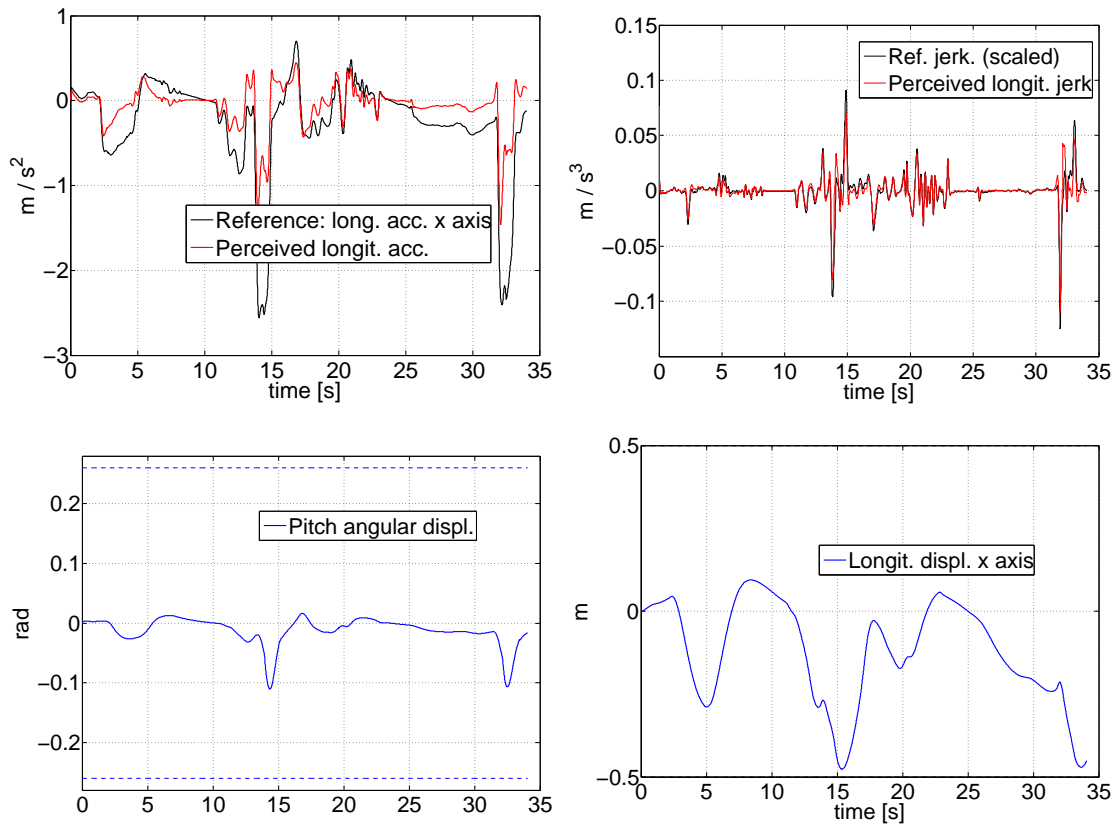 1
0
−1
−2
−3
m / s²
0 5 10 15 20 25 30 35
time [s]
Reference: long. acc. x axis
Perceived longit. acc.
0.15
0.1
0.05
0
−0.05
−0.1
m / s³
0 5 10 15 20 25 30 35
time [s]
Ref. jerk. (scaled)
Perceived longit. jerk
0.2
0.1
0
−0.1
−0.2
rad
0 5 10 15 20 25 30 35
time [s]
Pitch angular displ.
0.5
0
−0.5
m
0 5 10 15 20 25 30 35
time [s]
Longit. displ. x axis